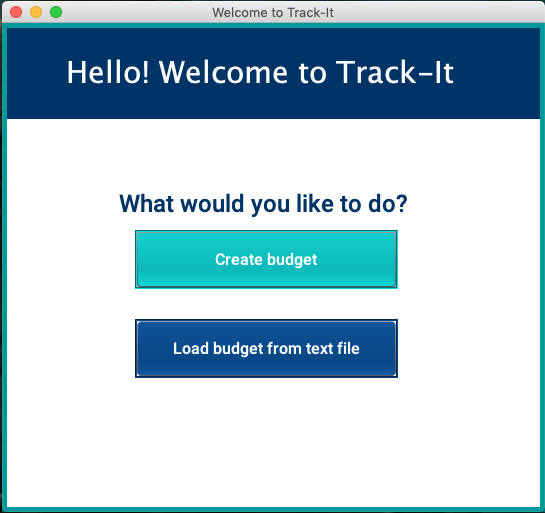 Welcome to Track-It
Hello! Welcome to Track-It
What would you like to do?
Create budget
Load budget from text file